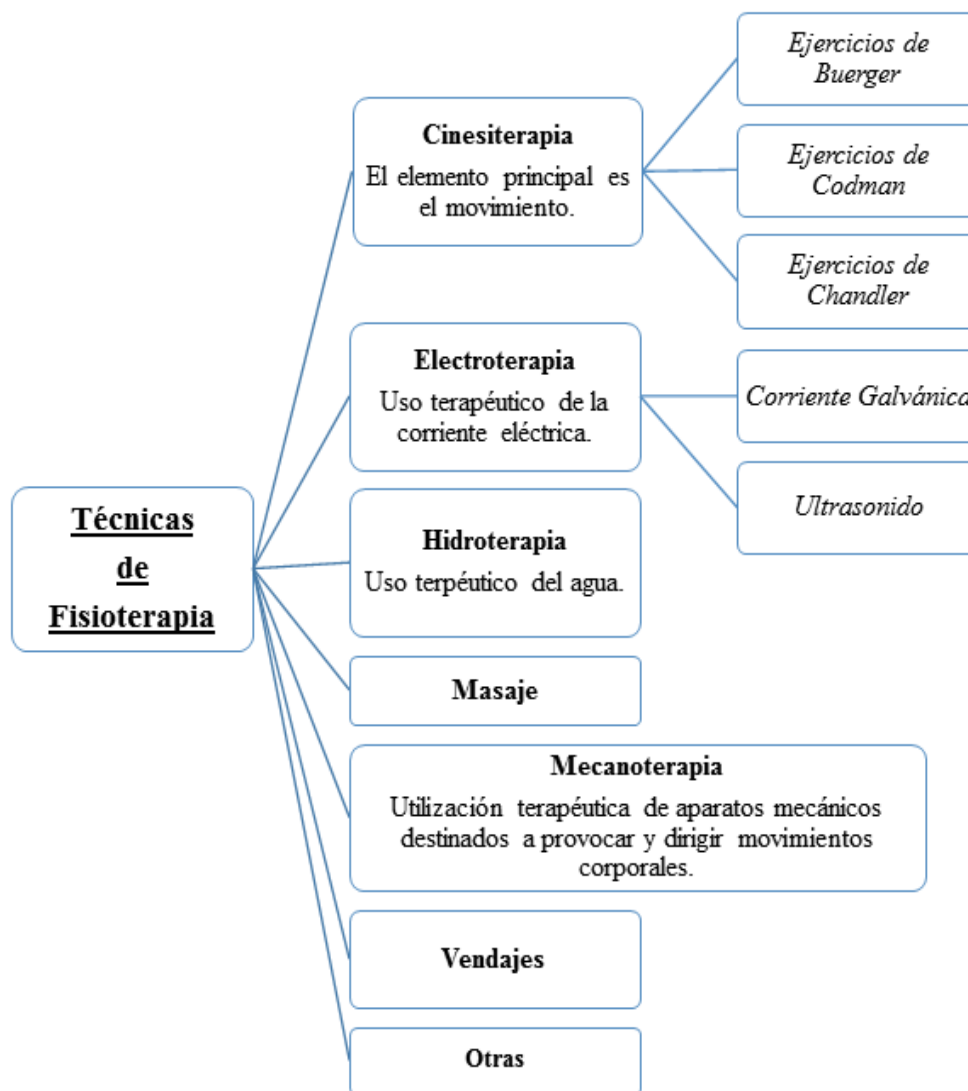 Técnicas
de
Fisioterapia
Cinesiterapia
El elemento principal es
el movimiento.
Ejercicios de
Buerger
Ejercicios de
Codman
Ejercicios de
Chandler
Electroterapia
Uso terapéutico de la
corriente eléctrica.
Corriente Galvánica
Ultrasonido
Hidroterapia
Uso terpéutico del agua.
Masaje
Mecanoterapia
Utilización terapéutica de aparatos mecánicos
destinados a provocar y dirigir movimientos
corporales.
Vendajes
Otras